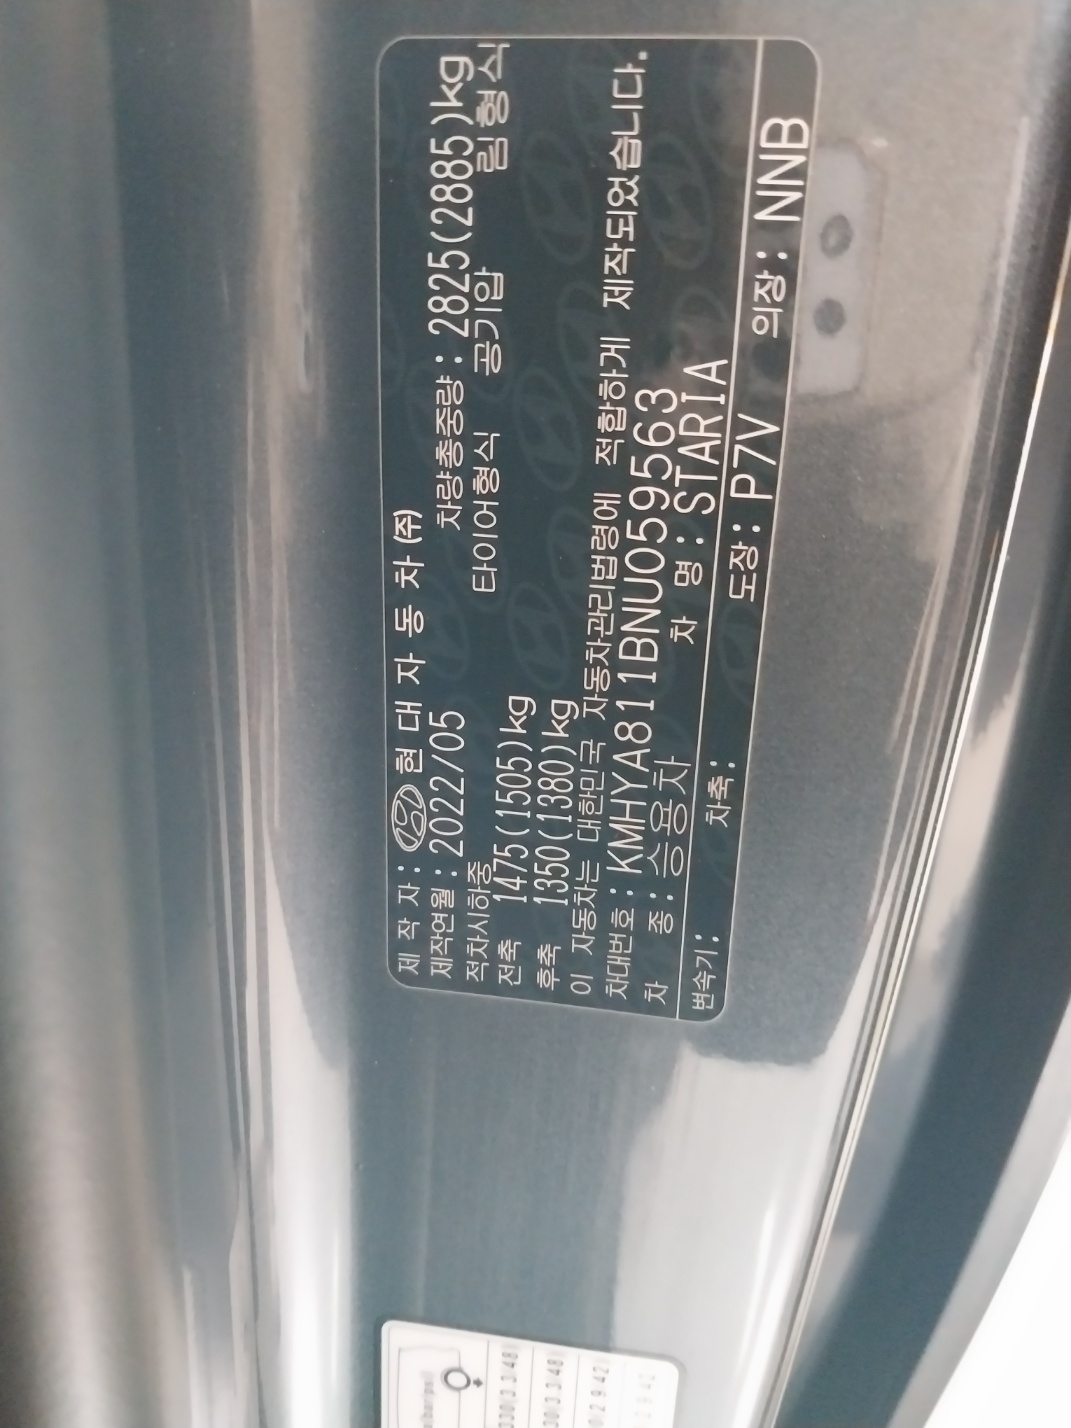 제 작 자 : 현 대 자 동 차 (주)
제작연월 : 2022/05 차량총중량 : 2825(2885)kg
적차시하중 타이어형식 공기압 림형식
전축 1475(1505)kg
후축 1350(1380)kg
이 자동차는 대한민국 자동차관리법령에 적합하게 제작되었습니다.
차대번호 : KMHYA811BNU059563
차 종 : 승용차 차 명 : STARIA
변속기 : 차축 : 도장 : P7V 의장 : NNB